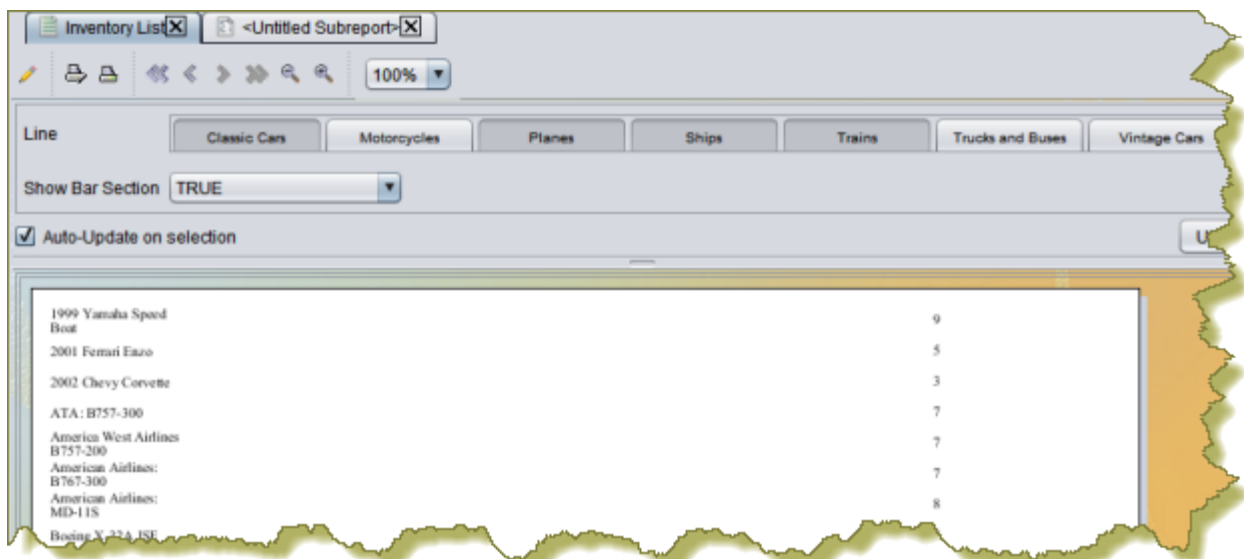 Inventory List <Untitled Subreport>
100%
Line Classic Cars Motorcycles Planes Ships Trains Trucks and Buses Vintage Cars
Show Bar Section TRUE
Auto-Update on selection U
1999 Yamaha Speed
Boat 9
2001 Ferrari Enzo 5
2002 Chevy Corvette 3
ATA: B757-300 7
America West Airlines
B757-200 7
American Airlines:
B767-300 7
American Airlines:
MD-11S 8
Boeing X-32A JSF